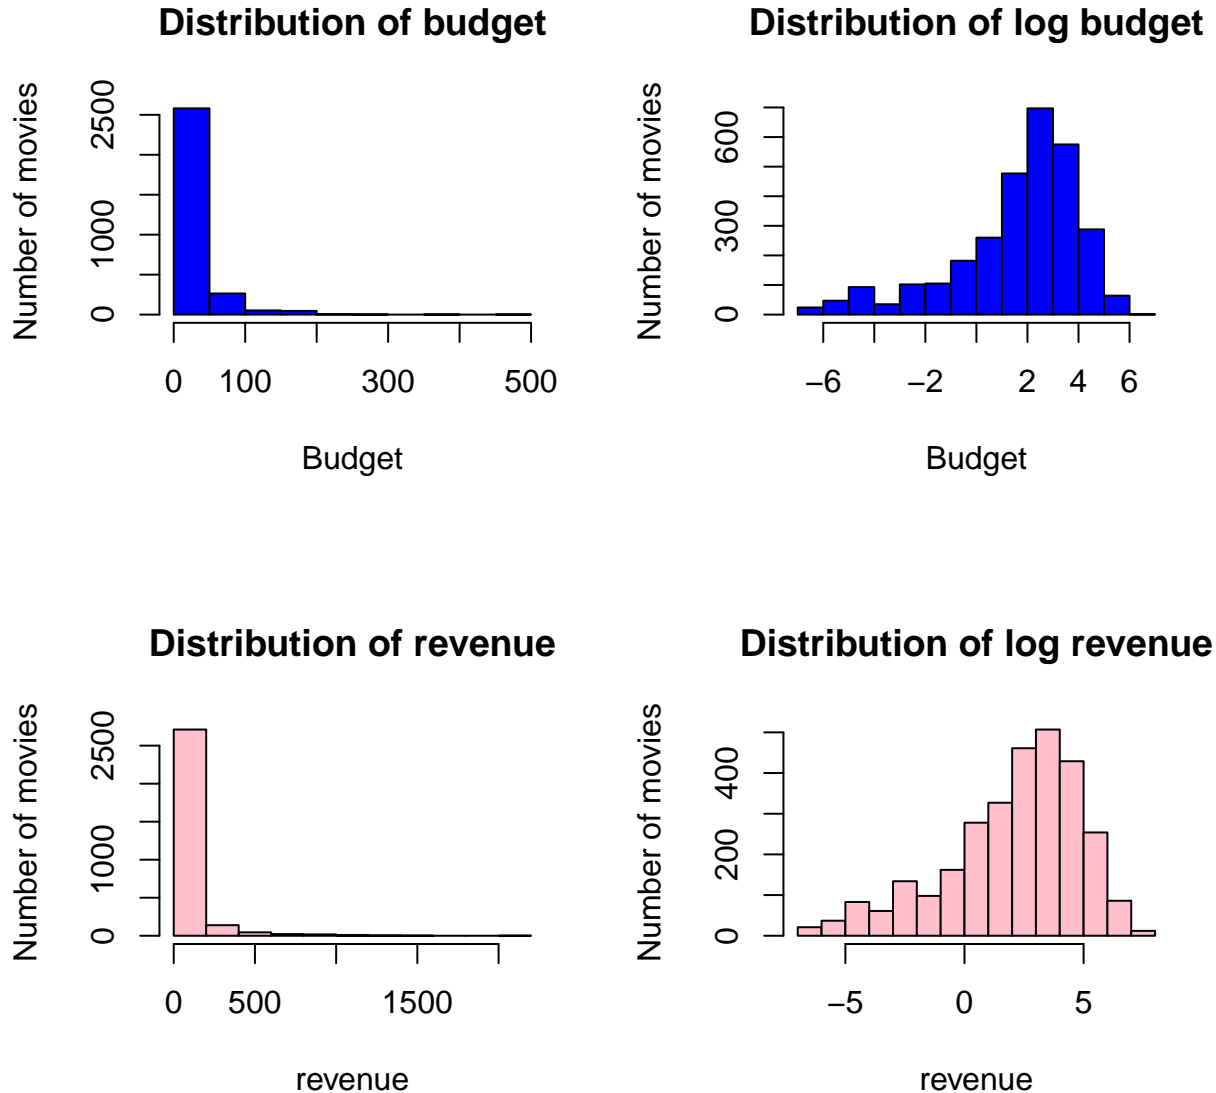 Distribution of budget
Number of movies
0 1000 2500
0 100 300 500
Budget
Distribution of log budget
Number of movies
0 300 600
−6 −2 2 4 6
Budget
Distribution of revenue
Number of movies
0 1000 2500
0 500 1500
revenue
Distribution of log revenue
Number of movies
0 200 400
−5 0 5
revenue